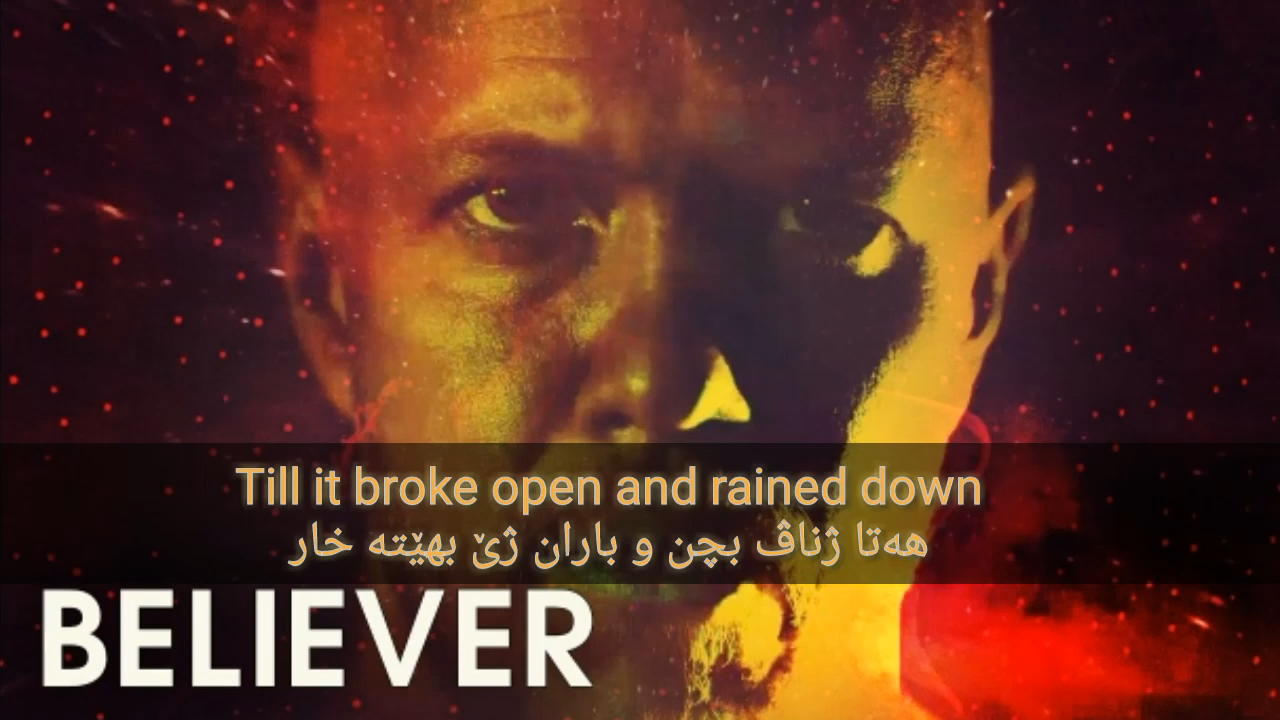 Till it broke open and rained down
هەتا ژناڤ بچن و باران ژێ بهێتە خار
BELIEVER